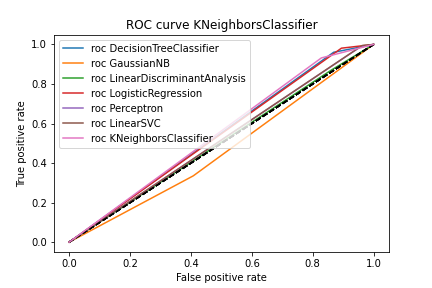 ROC curve KNeighborsClassifier
True positive rate
1.0
0.8
0.6
0.4
0.2
0.0
roc DecisionTreeClassifier
roc GaussianNB
roc LinearDiscriminantAnalysis
roc LogisticRegression
roc Perceptron
roc LinearSVC
roc KNeighborsClassifier
0.0 0.2 0.4 0.6 0.8 1.0
False positive rate